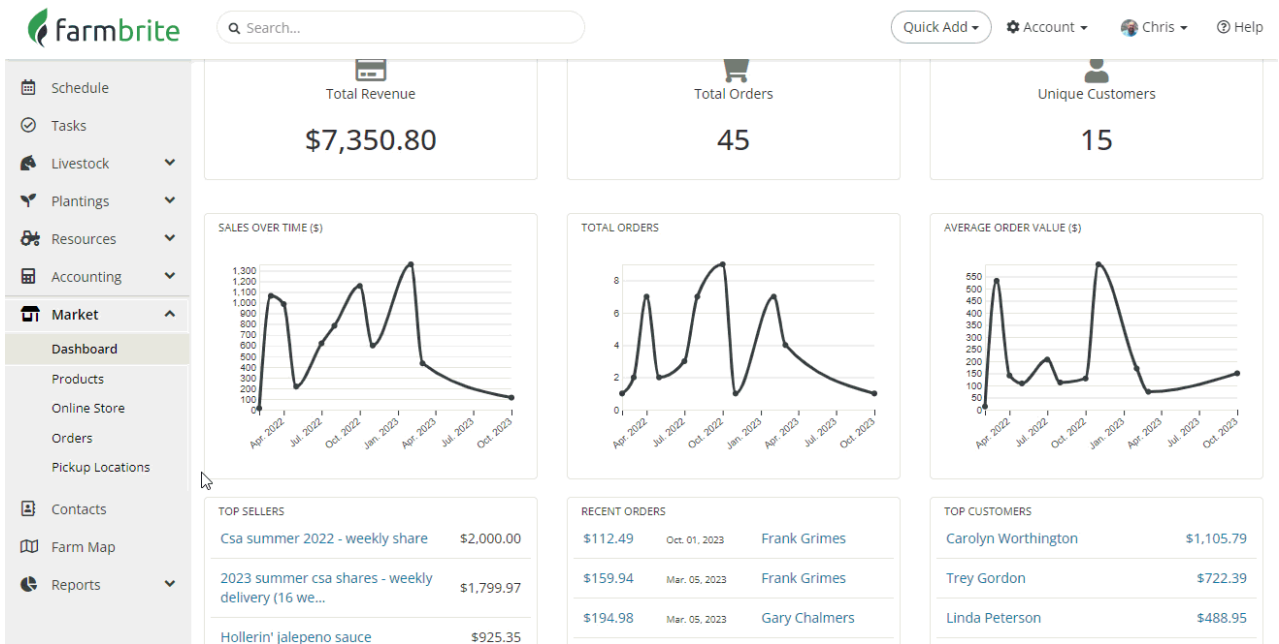 farmbrite
Search...
Quick Add
Account
Chris
Help
Schedule
Tasks
Livestock
Plantings
Resources
Accounting
Market
Dashboard
Products
Online Store
Orders
Pickup Locations
Contacts
Farm Map
Reports
Total Revenue
$7,350.80
Total Orders
45
Unique Customers
15
SALES OVER TIME ($)
1,300
1,200
1,100
1,000
900
800
700
600
500
400
300
200
100
0
Apr. 2022
Jul. 2022
Oct. 2022
Jan. 2023
Apr. 2023
Jul. 2023
Oct. 2023
TOTAL ORDERS
8
6
4
2
0
Apr. 2022
Jul. 2022
Oct. 2022
Jan. 2023
Apr. 2023
Jul. 2023
Oct. 2023
AVERAGE ORDER VALUE ($)
550
500
450
400
350
300
250
200
150
100
50
0
Apr. 2022
Jul. 2022
Oct. 2022
Jan. 2023
Apr. 2023
Jul. 2023
Oct. 2023
TOP SELLERS
Csa summer 2022 - weekly share $2,000.00
2023 summer csa shares - weekly
delivery (16 we... $1,799.97
Hollerin' jalepeno sauce $925.35
RECENT ORDERS
$112.49 Oct. 01, 2023 Frank Grimes
$159.94 Mar. 05, 2023 Frank Grimes
$194.98 Mar. 05, 2023 Gary Chalmers
TOP CUSTOMERS
Carolyn Worthington $1,105.79
Trey Gordon $722.39
Linda Peterson $488.95